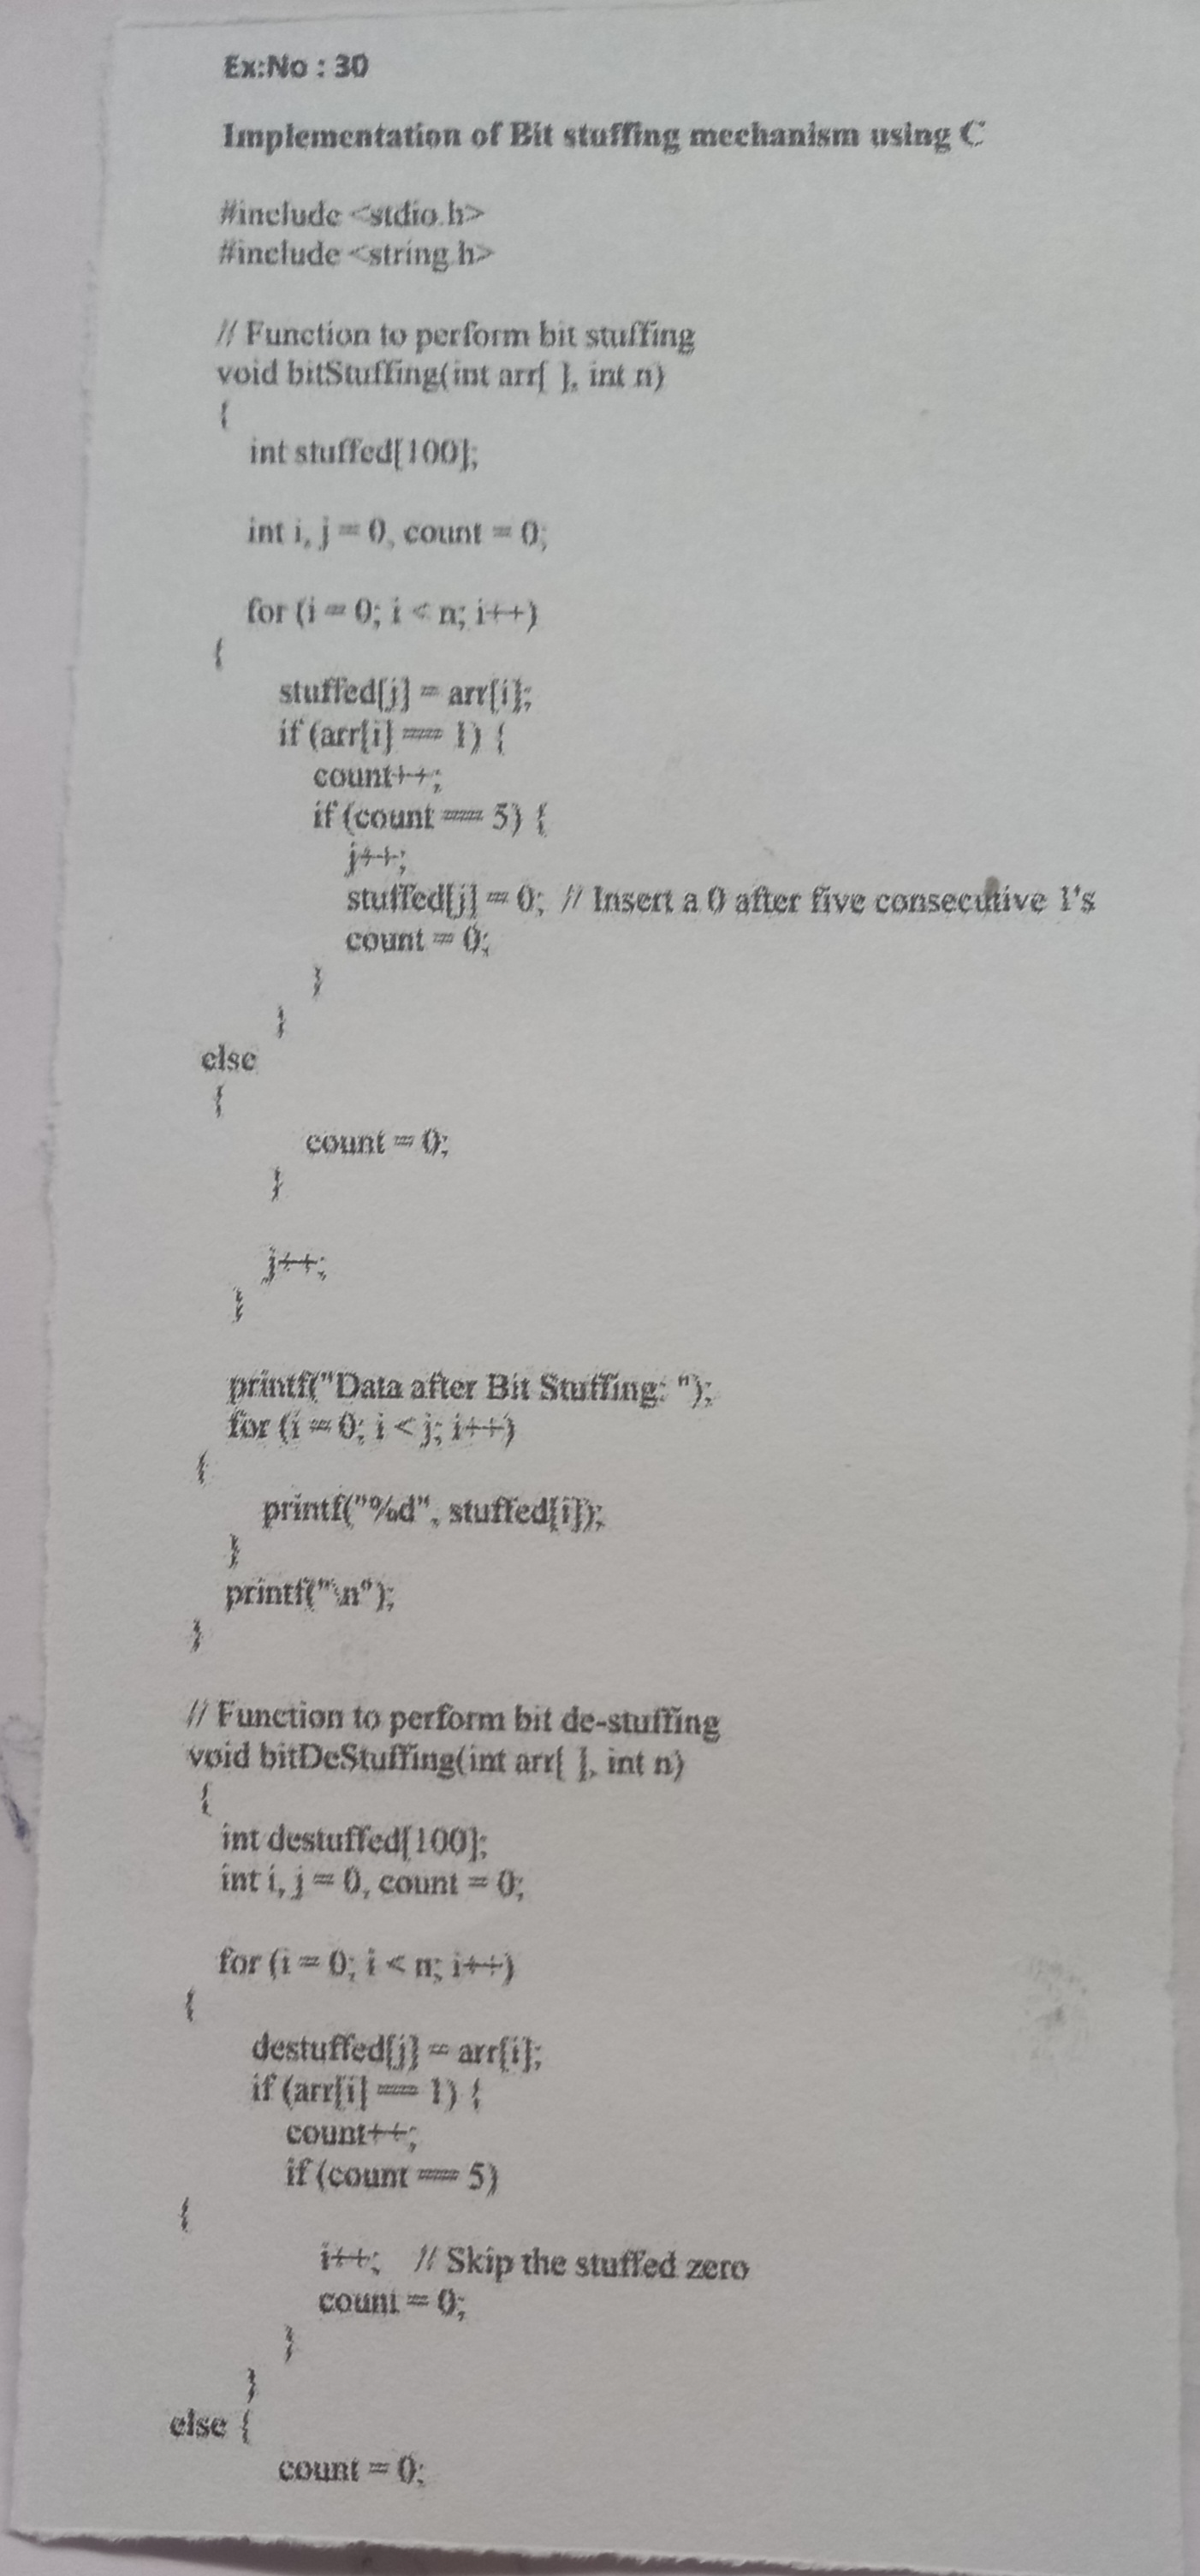 Ex:No : 30
Implementation of Bit stuffing mechanism using C
#include <stdio.h>
#include <string.h>
// Function to perform bit stuffing
void bitStuffing(int arr[ ], int n)
{
int stuffed[100];
int i, j = 0, count = 0;
for (i = 0; i < n; i++)
{
stuffed[j] = arr[i];
if (arr[i] == 1) {
count++;
if (count == 5) {
j++;
stuffed[j] = 0; // Insert a 0 after five consecutive 1's
count = 0;
}
}
else
{
count = 0;
}
j++;
}
printf("Data after Bit Stuffing: ");
for (i = 0; i < j; i++)
{
printf("%d", stuffed[i]);
}
printf("\n");
}
// Function to perform bit de-stuffing
void bitDeStuffing(int arr[ ], int n)
{
int destuffed[100];
int i, j = 0, count = 0;
for (i = 0; i < n; i++)
{
destuffed[j] = arr[i];
if (arr[i] == 1) {
count++;
if (count == 5)
{
i++; // Skip the stuffed zero
count = 0;
}
}
else {
count = 0;